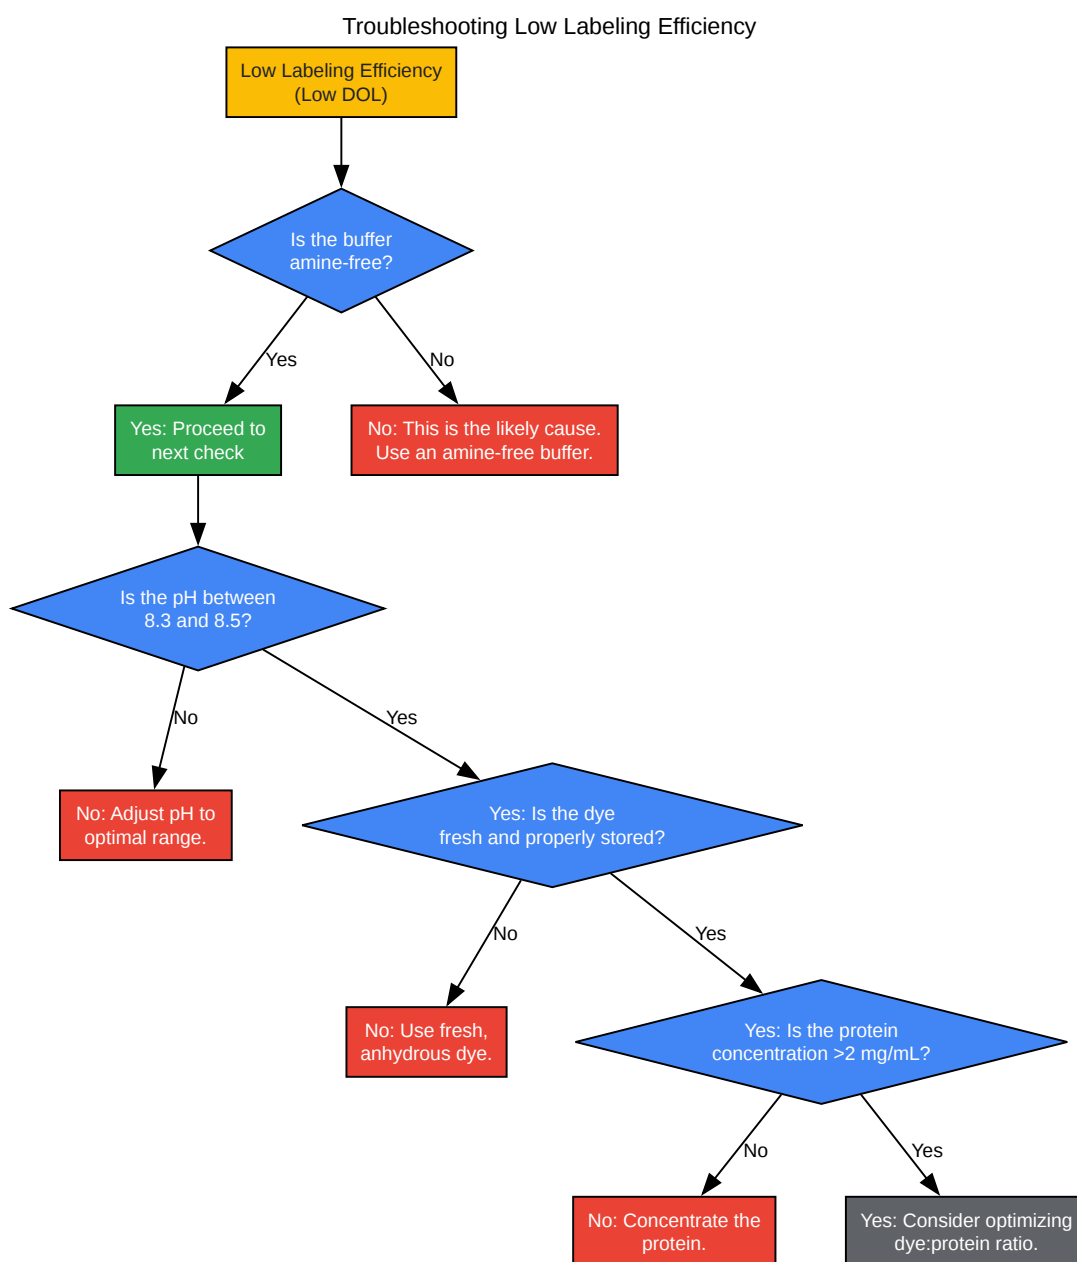 Troubleshooting Low Labeling Efficiency
Low Labeling Efficiency
(Low DOL)
Is the buffer
amine-free?
Yes
No
Yes: Proceed to
next check
No: This is the likely cause.
Use an amine-free buffer.
Is the pH between
8.3 and 8.5?
No
Yes
No: Adjust pH to
optimal range.
Yes: Is the dye
fresh and properly stored?
No
Yes
No: Use fresh,
anhydrous dye.
Yes: Is the protein
concentration >2 mg/mL?
No
Yes
No: Concentrate the
protein.
Yes: Consider optimizing
dye:protein ratio.